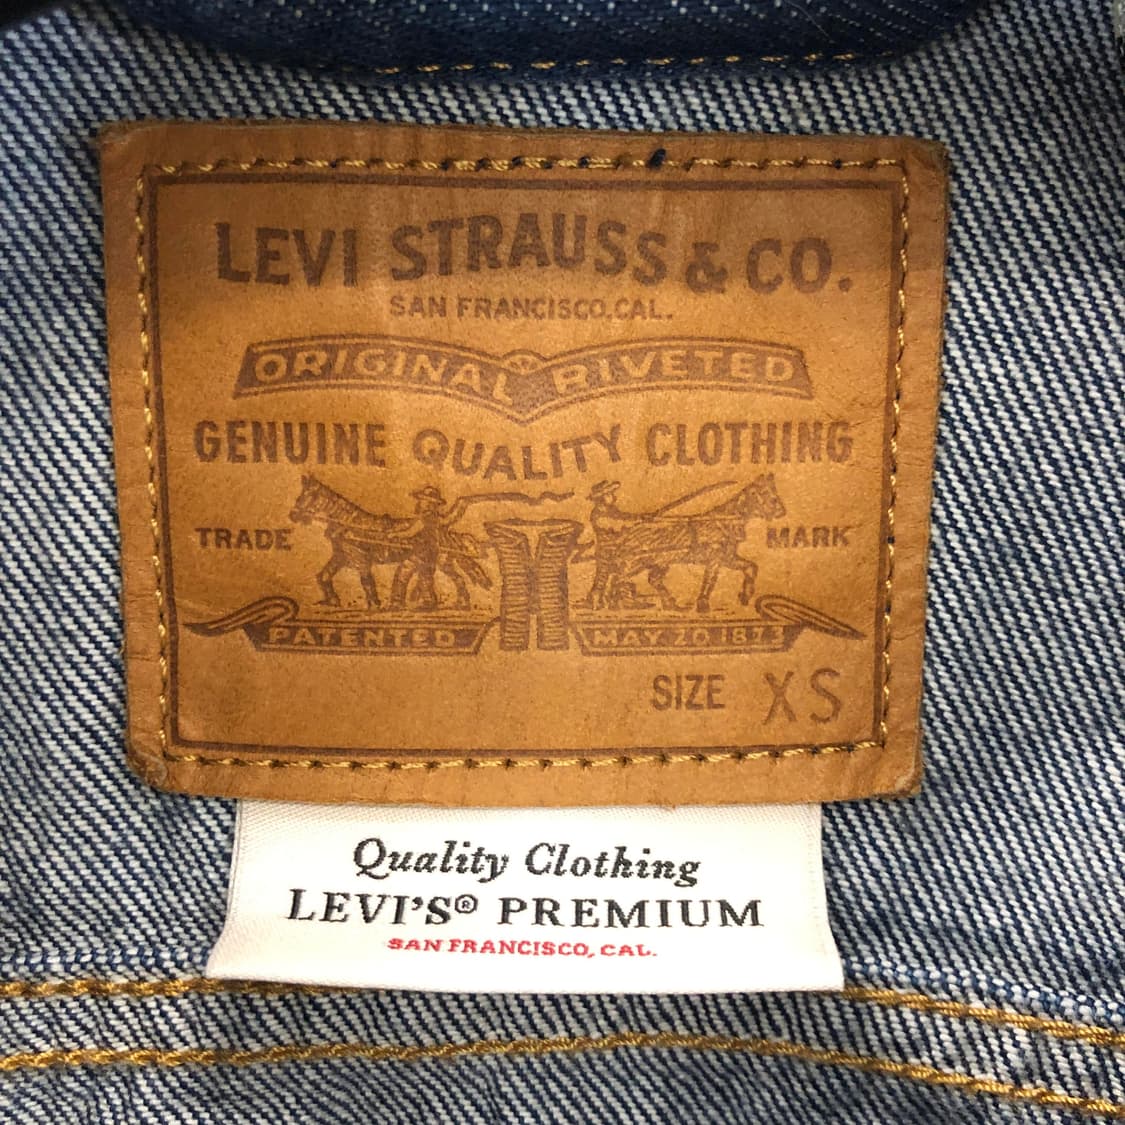 LEVI STRAUSS & CO.
SAN FRANCISCO, CAL.
ORIGINAL RIVETED
GENUINE QUALITY CLOTHING
TRADE MARK
PATENTED MAY 20 1873
SIZE XS
Quality Clothing
LEVI'S® PREMIUM
SAN FRANCISCO, CAL.